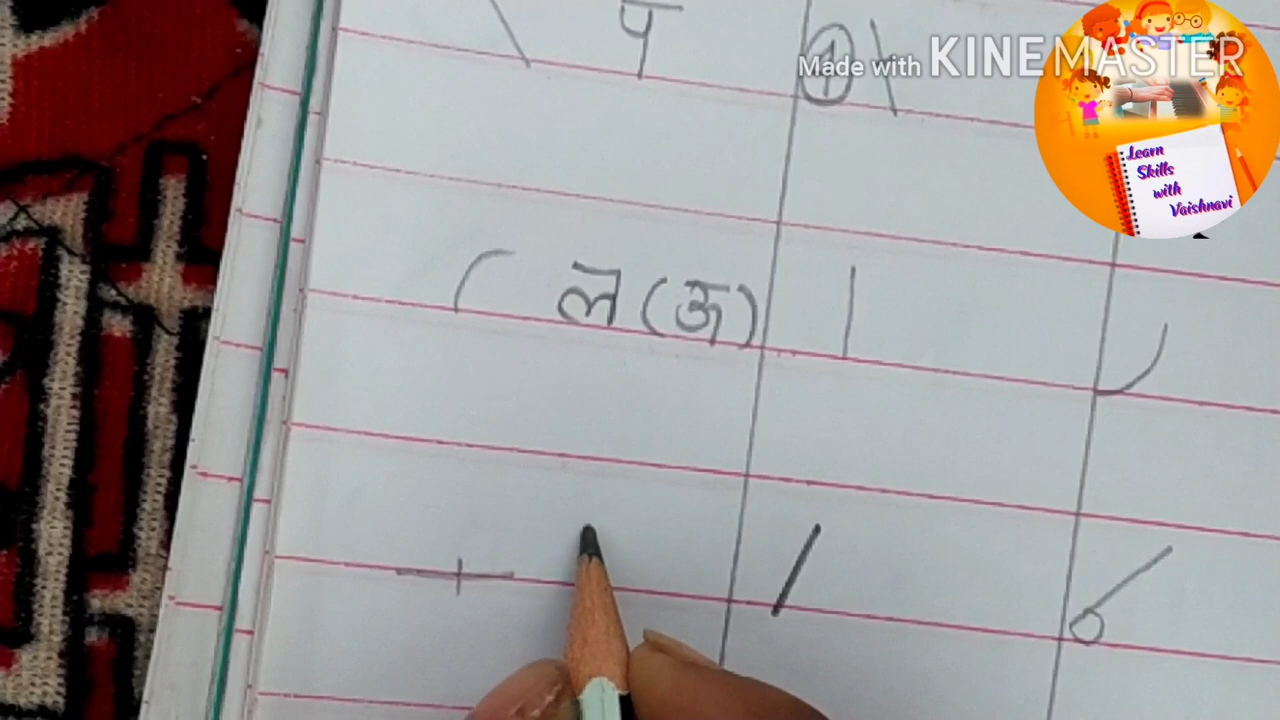 प
Made with KINEMASTER
Learn
Skills
with
Vaishnavi
ल (ऊ)